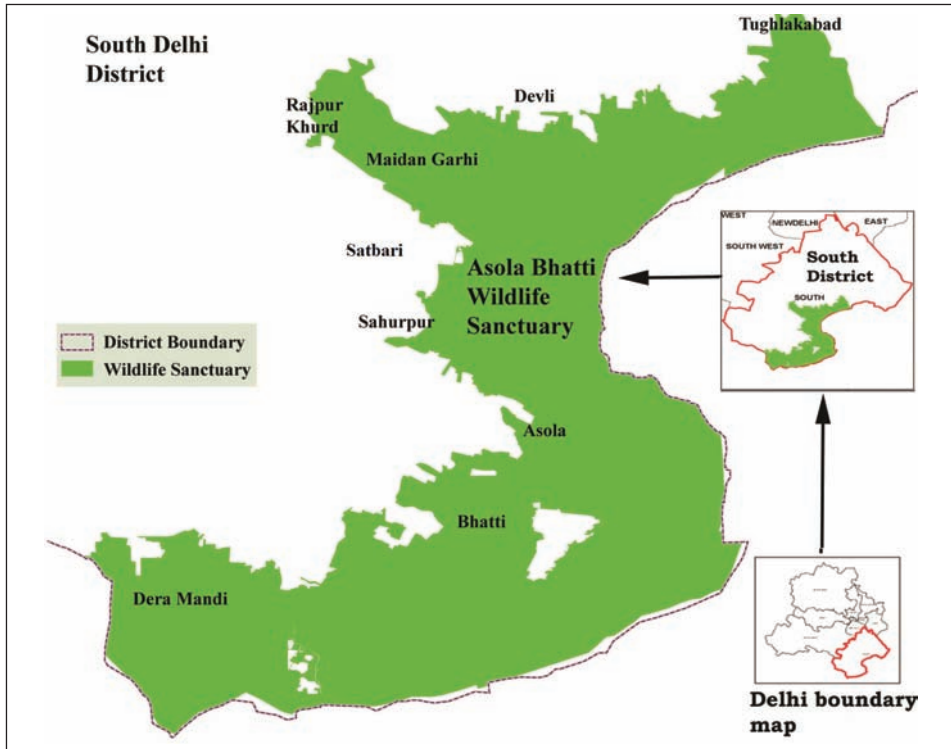 South Delhi
District
Tughlakabad
Devli
Rajpur
Khurd
Maidan Garhi
Satbari
Asola Bhatti
Wildlife
Sanctuary
Sahurpur
District Boundary
Wildlife Sanctuary
Asola
Bhatti
Dera Mandi
WEST
NEWDELHI
EAST
SOUTH WEST
South
District
SOUTH
Delhi boundary
map